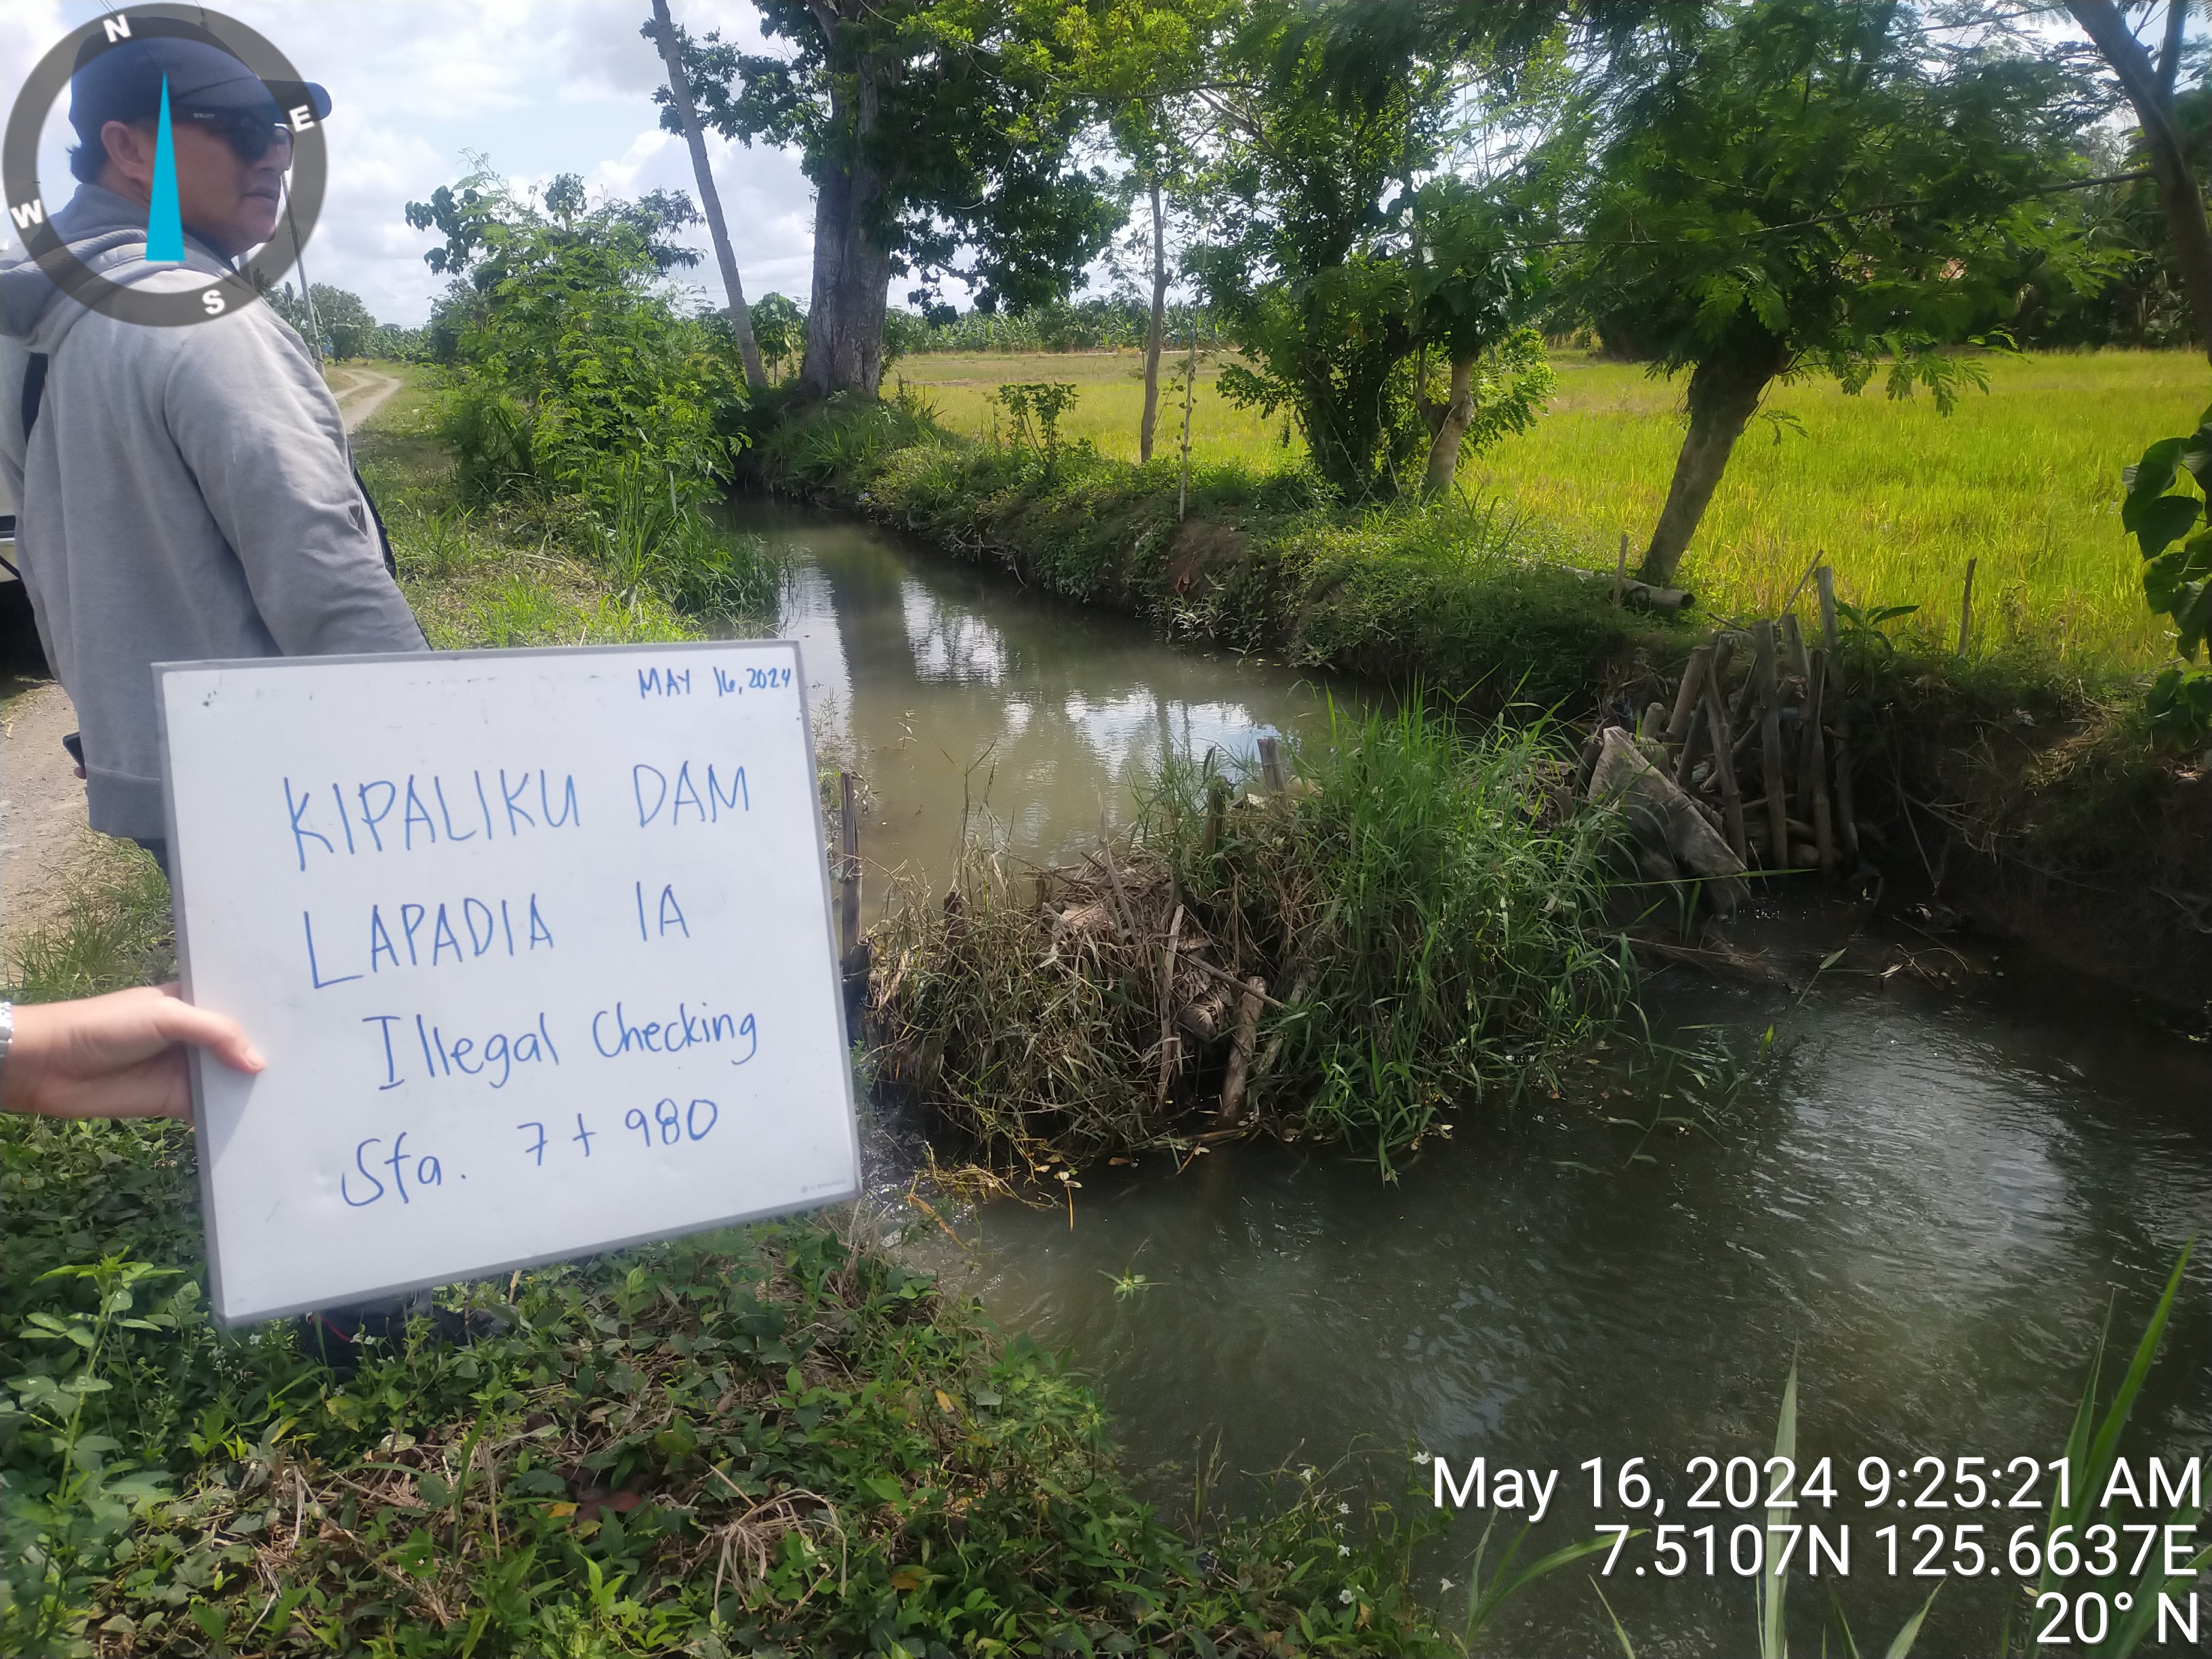 N
E
W
S
MAY 16, 2024
KIPALIKU DAM
LAPADIA IA
Illegal Checking
Sta. 7+980
May 16, 2024 9:25:21 AM
7.5107N 125.6637E
20° N